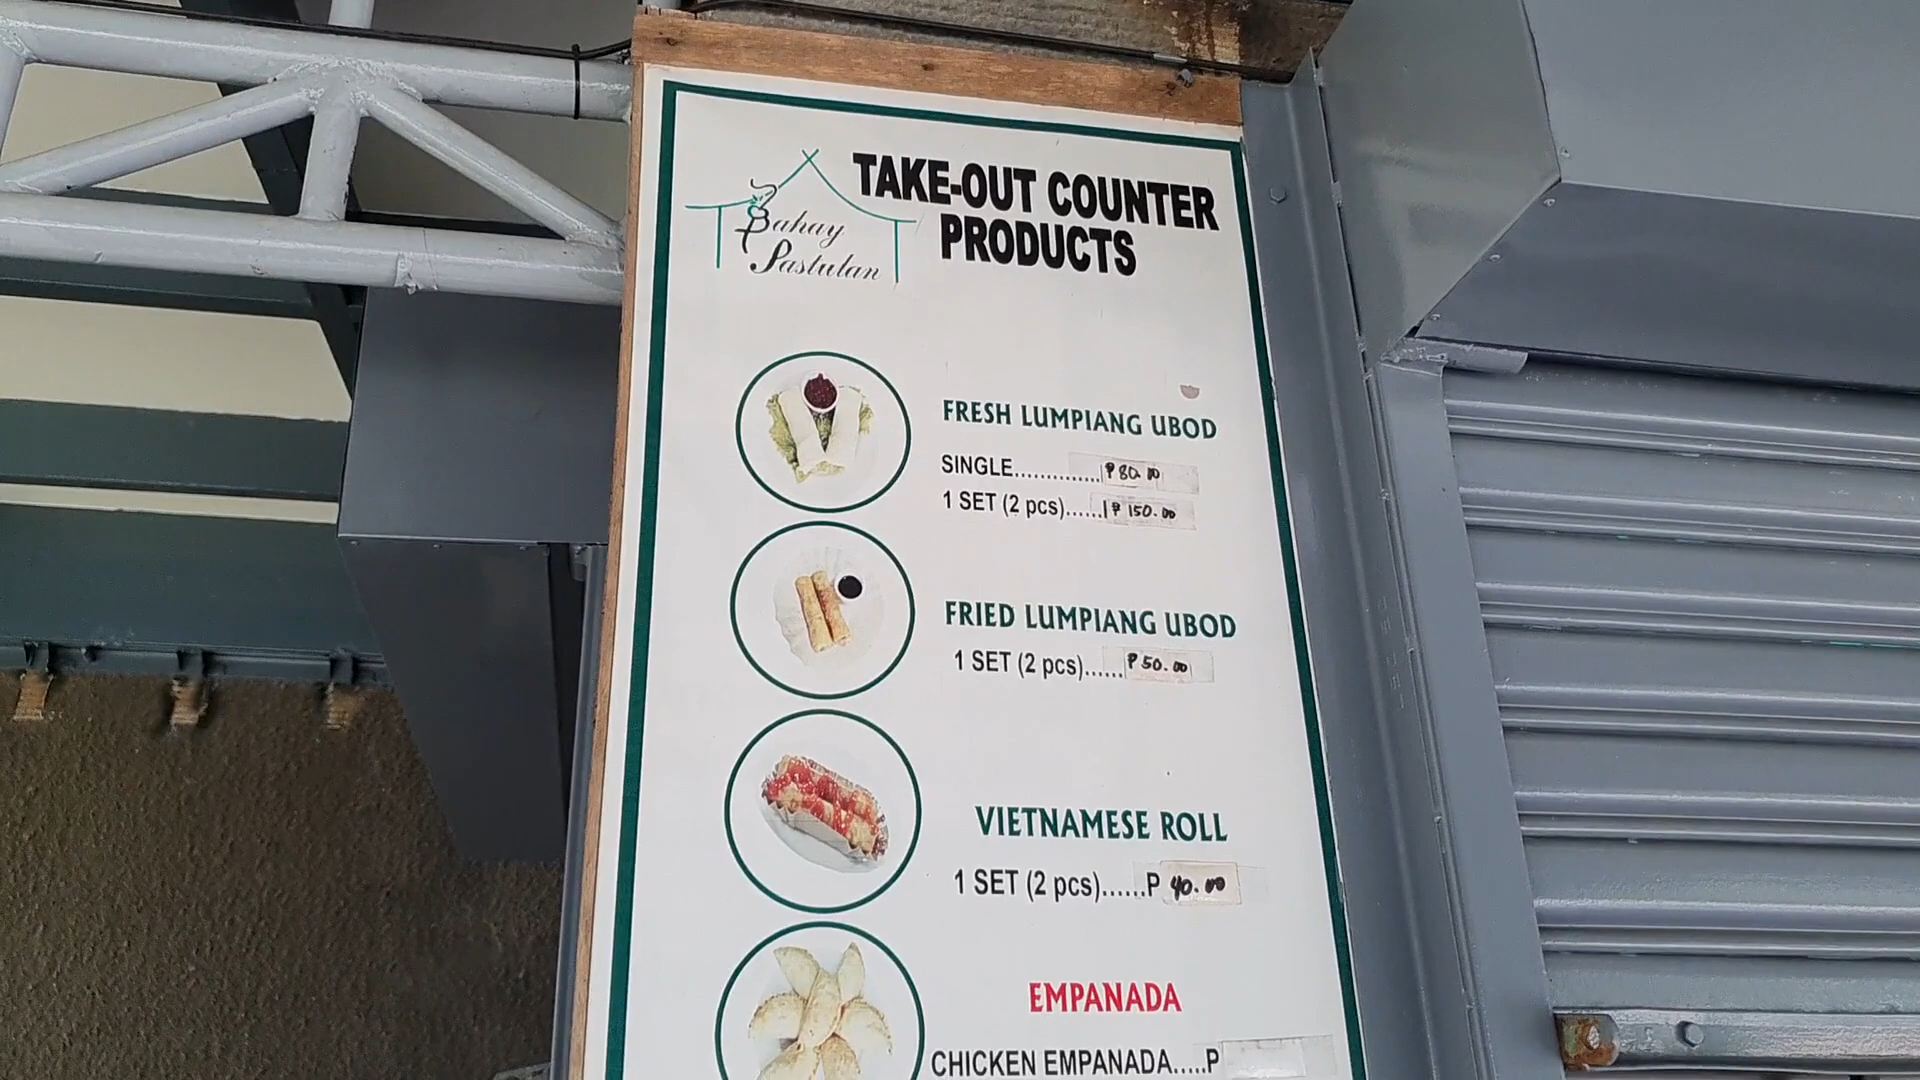 Bahay
Pastulan
TAKE-OUT COUNTER
PRODUCTS
FRESH LUMPIANG UBOD
SINGLE..............₱80.00
1 SET (2 pcs)......₱150.00
FRIED LUMPIANG UBOD
1 SET (2 pcs)......₱50.00
VIETNAMESE ROLL
1 SET (2 pcs)......P 40.00
EMPANADA
CHICKEN EMPANADA.....P